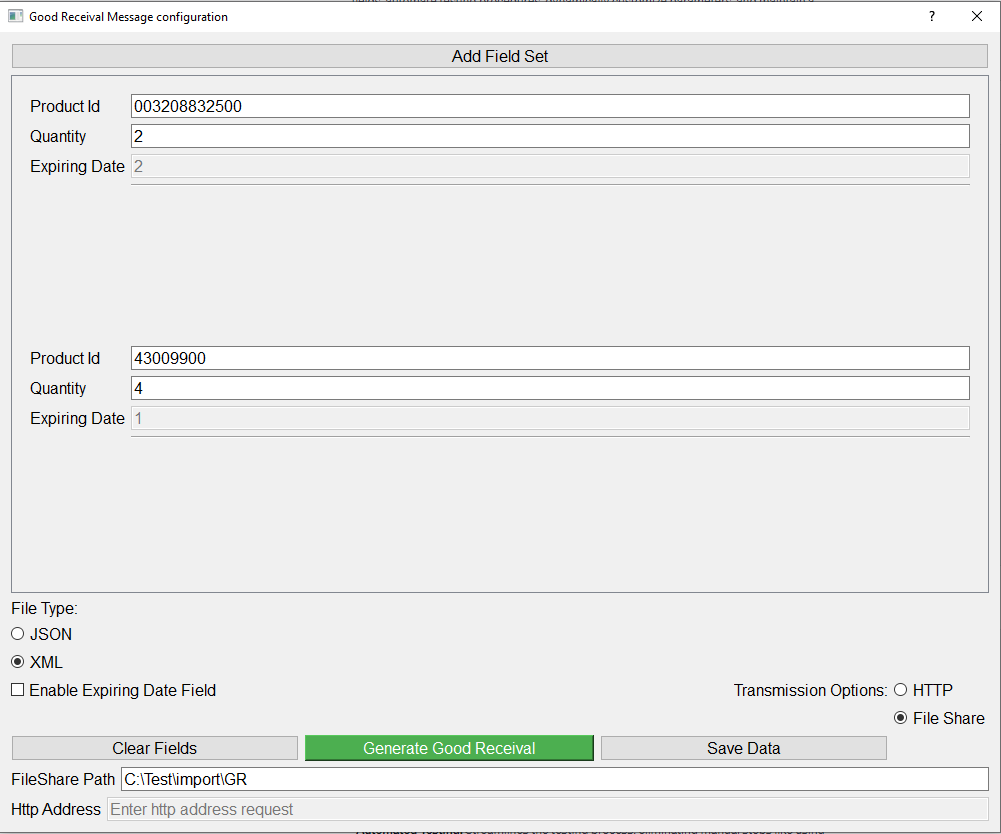 Good Receival Message configuration
Add Field Set
Product Id 003208832500
Quantity 2
Expiring Date 2
Product Id 43009900
Quantity 4
Expiring Date 1
File Type:
JSON
XML
Enable Expiring Date Field
Transmission Options: HTTP
File Share
Clear Fields
Generate Good Receival
Save Data
FileShare Path C:\Test\import\GR
Http Address Enter http address request